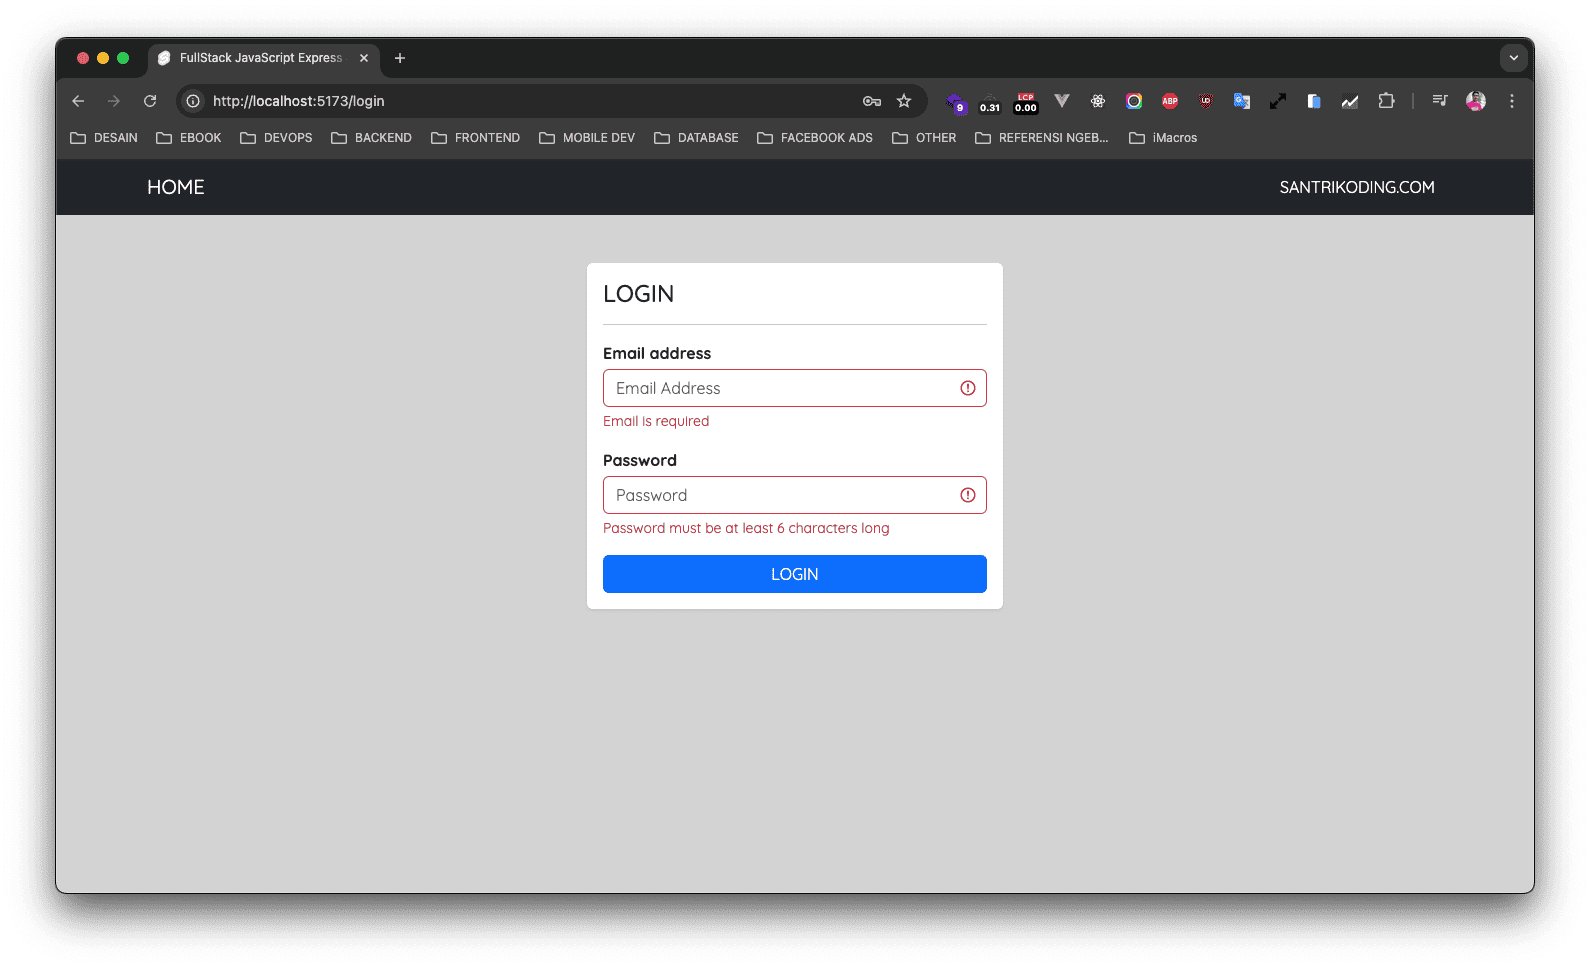 FullStack JavaScript Express
http://localhost:5173/login
9
0.31
LCP
0.00
ABP
DESAIN
EBOOK
DEVOPS
BACKEND
FRONTEND
MOBILE DEV
DATABASE
FACEBOOK ADS
OTHER
REFERENSI NGEB...
iMacros
HOME
SANTRIKODING.COM
LOGIN
Email address
Email Address
Email is required
Password
Password
Password must be at least 6 characters long
LOGIN